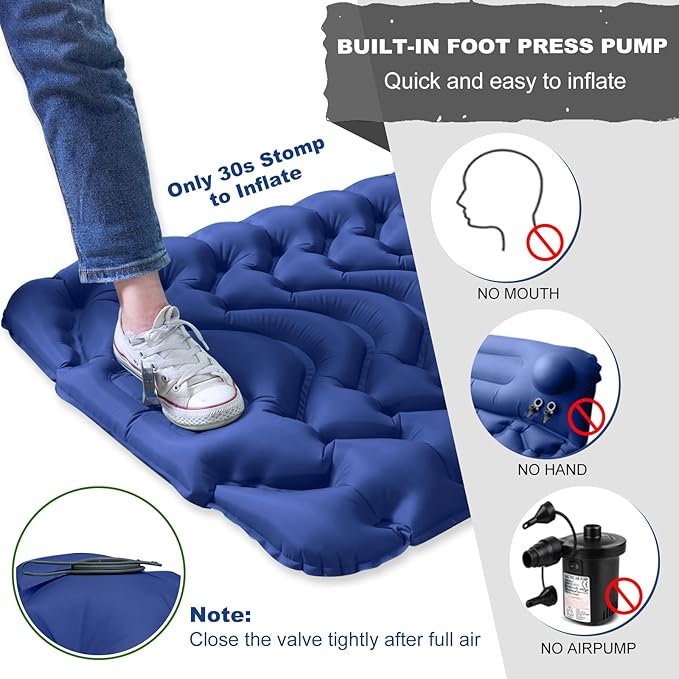 BUILT-IN FOOT PRESS PUMP
Quick and easy to inflate
Only 30s Stomp
to Inflate
NO MOUTH
NO HAND
NO AIRPUMP
Note:
Close the valve tightly after full air